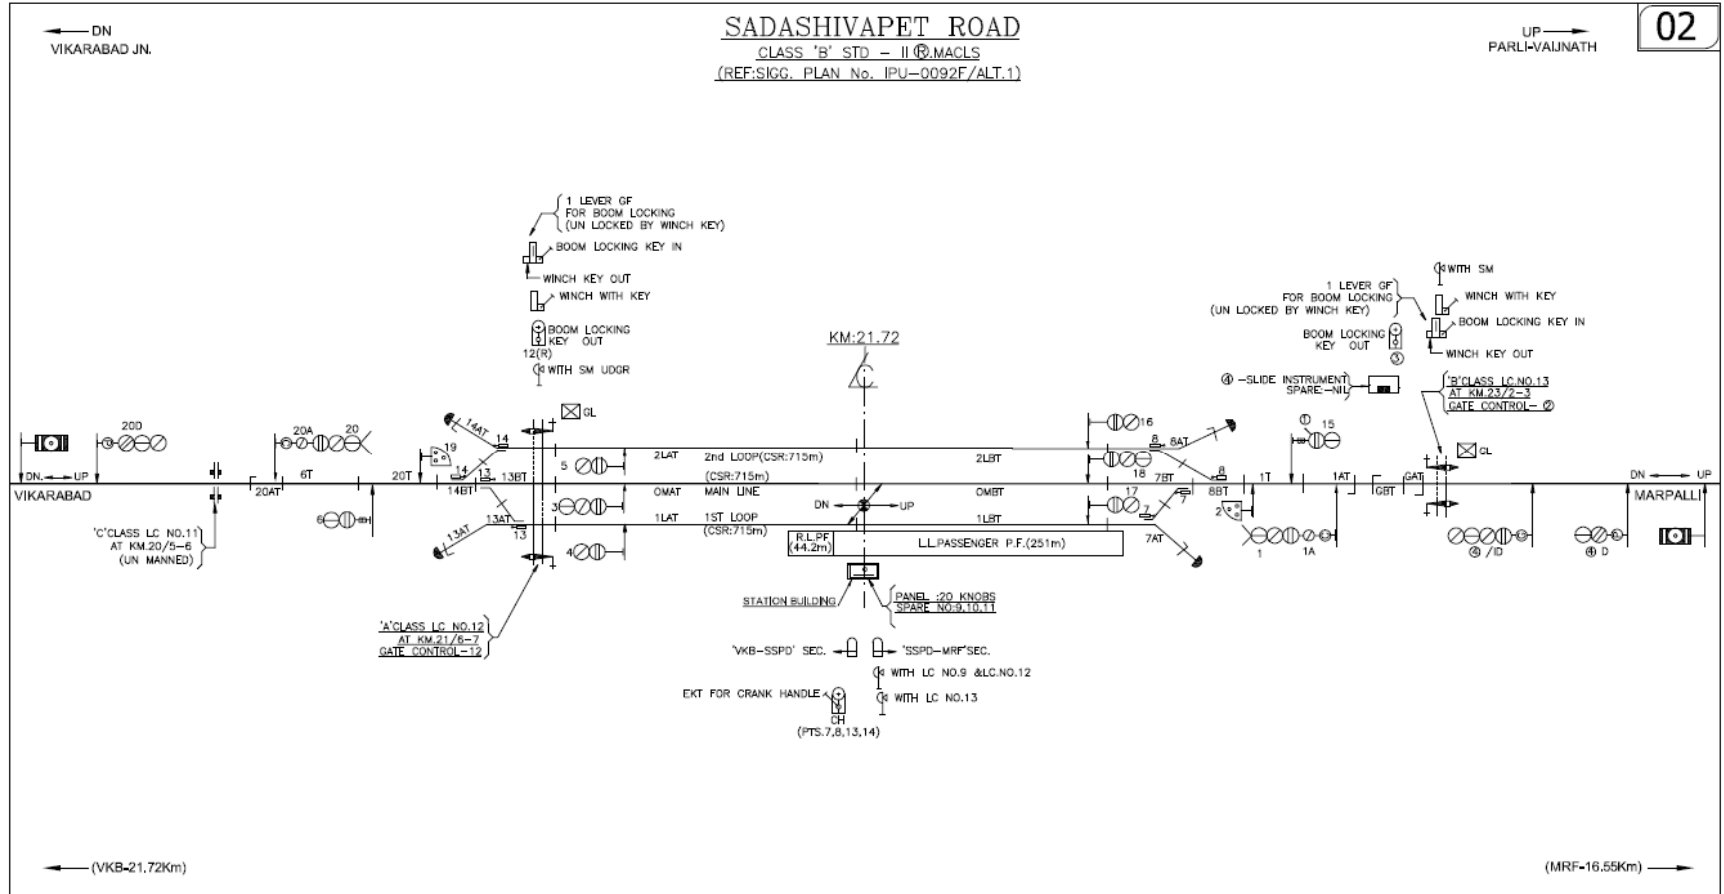 DN
VIKARABAD JN.
SADASHIVAPET ROAD
CLASS 'B' STD - II Ⓡ.MACLS
(REF:SIGG. PLAN No. IPU-0092F/ALT.1)
UP
PARLI-VAIJNATH
02
1 LEVER GF
FOR BOOM LOCKING
(UN LOCKED BY WINCH KEY)
BOOM LOCKING KEY IN
WINCH KEY OUT
WINCH WITH KEY
BOOM LOCKING
KEY OUT
12(R)
WITH SM UDGR
GL
KM:21.72
WITH SM
1 LEVER GF
FOR BOOM LOCKING
(UN LOCKED BY WINCH KEY)
WINCH WITH KEY
BOOM LOCKING KEY IN
BOOM LOCKING
KEY OUT
③
WINCH KEY OUT
④ -SLIDE INSTRUMENT
SPARE:-NIL
'B'CLASS LC.NO.13
AT KM.23/2-3
GATE CONTROL- ②
GL
20D
20A
20
19
14AT
14
16
8
8AT
①
15
DN.
UP
VIKARABAD
20AT
6T
20T
14
13
14BT
13BT
5
2LAT
2nd LOOP(CSR:715m)
2LBT
18
7BT
8
8BT
1T
1AT
GBT
GAT
DN
UP
MARPALLI
(CSR:715m)
3
OMAT
MAIN LINE
OMBT
17
7
6
13AT
13AT
13
4
1LAT
1ST LOOP
(CSR:715m)
DN
UP
1LBT
7
7AT
2
1
1A
④ /ID
④ D
'C'CLASS LC NO.11
AT KM.20/5-6
(UN MANNED)
R.L.PF
(44.2m)
LL.PASSENGER P.F.(251m)
STATION BUILDING
PANEL :20 KNOBS
SPARE NO:9,10,11
'A'CLASS LC NO.12
AT KM.21/6-7
GATE CONTROL-12
'VKB-SSPD' SEC.
'SSPD-MRF'SEC.
WITH LC NO.9 &LC.NO.12
EKT FOR CRANK HANDLE
WITH LC NO.13
CH
(PTS.7,8,13,14)
(VKB-21.72Km)
(MRF-16.55Km)